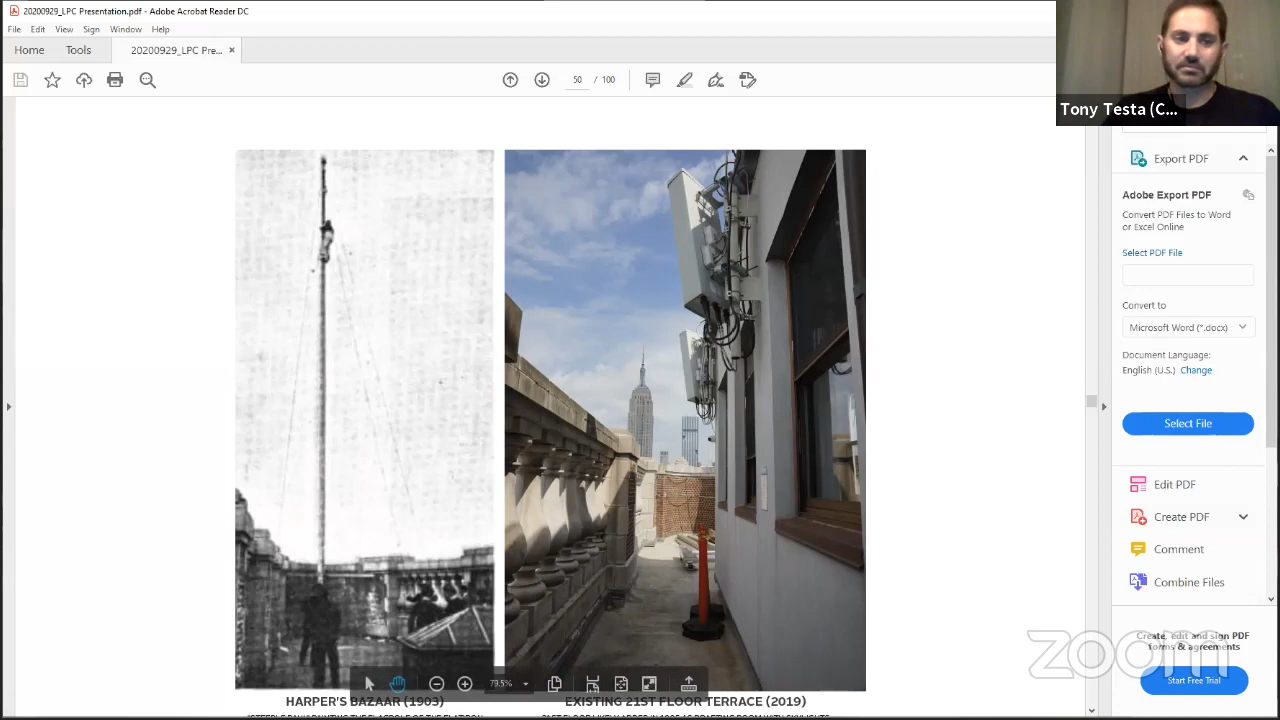 20200929_LPC Presentation.pdf - Adobe Acrobat Reader DC
File Edit View Sign Window Help
Home Tools 20200929_LPC Pre... ×
50 / 100
Tony Testa (C...
Export PDF
Adobe Export PDF
Convert PDF Files to Word
or Excel Online
Select PDF File
Convert to
Microsoft Word (*.docx)
Document Language:
English (U.S.) Change
Select File
Edit PDF
Create PDF
Comment
Combine Files
Create, edit and sign PDF
forms & agreements
Start Free Trial
zoom
79.5%
HARPER'S BAZAAR (1903)
EXISTING 21ST FLOOR TERRACE (2019)